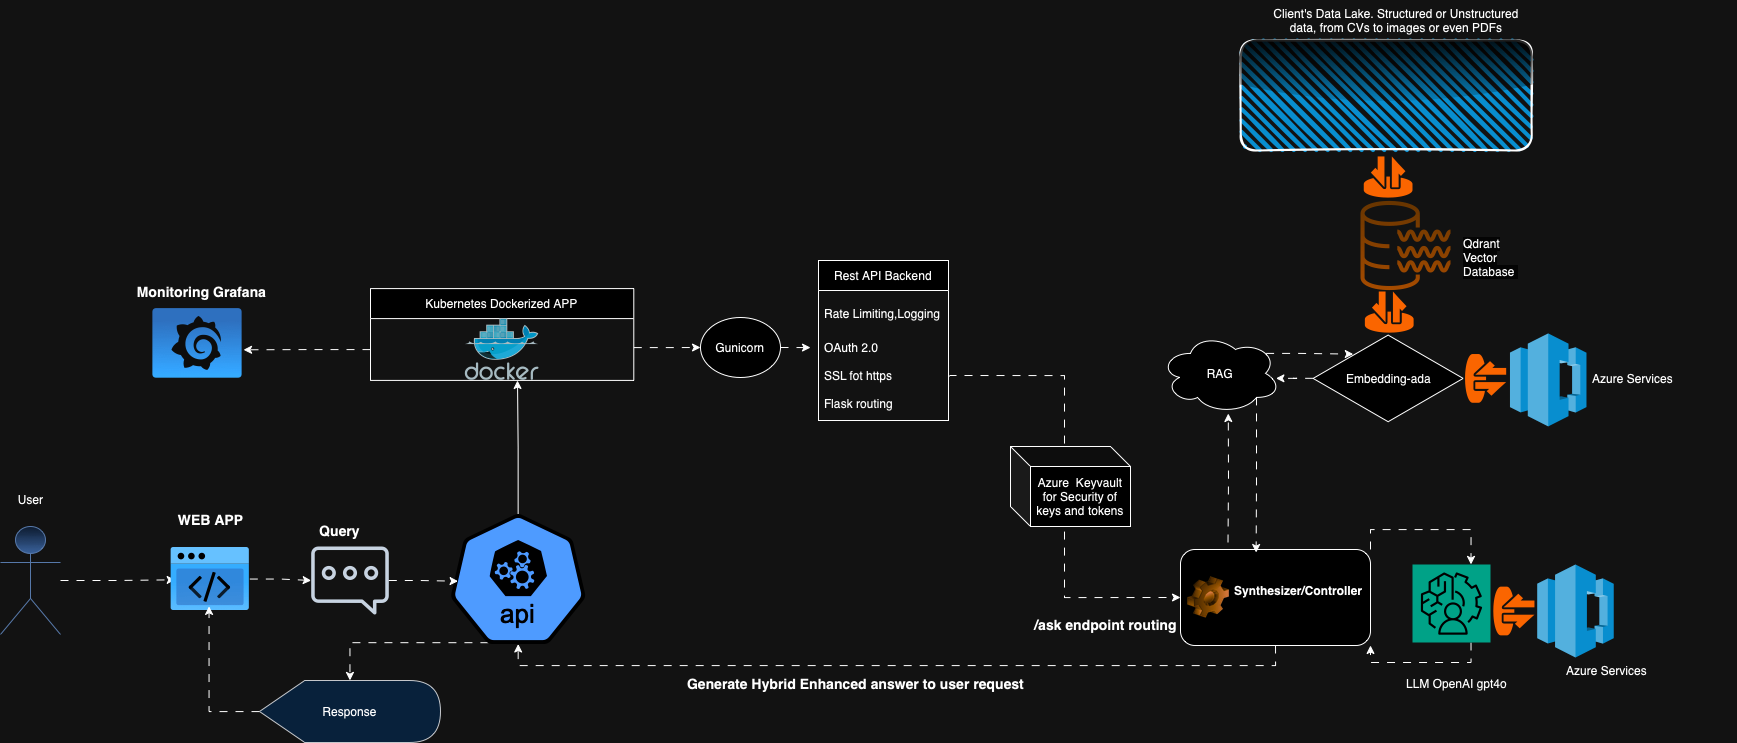 Client's Data Lake. Structured or Unstructured
data, from CVs to images or even PDFs
Qdrant
Vector
Database
Rest API Backend
Rate Limiting,Logging
OAuth 2.0
SSL fot https
Flask routing
Monitoring Grafana
Kubernetes Dockerized APP
docker
Gunicorn
RAG
Embedding-ada
Azure Services
Azure Keyvault
for Security of
keys and tokens
User
WEB APP
Query
api
Synthesizer/Controller
/ask endpoint routing
Azure Services
LLM OpenAI gpt4o
Generate Hybrid Enhanced answer to user request
Response